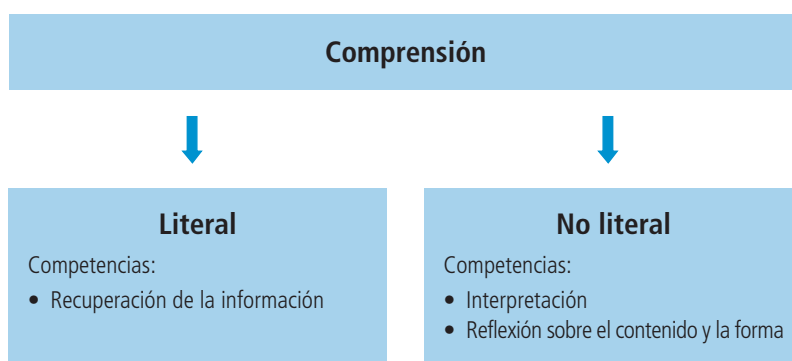 Comprensión
Literal
Competencias:
• Recuperación de la información
No literal
Competencias:
• Interpretación
• Reflexión sobre el contenido y la forma